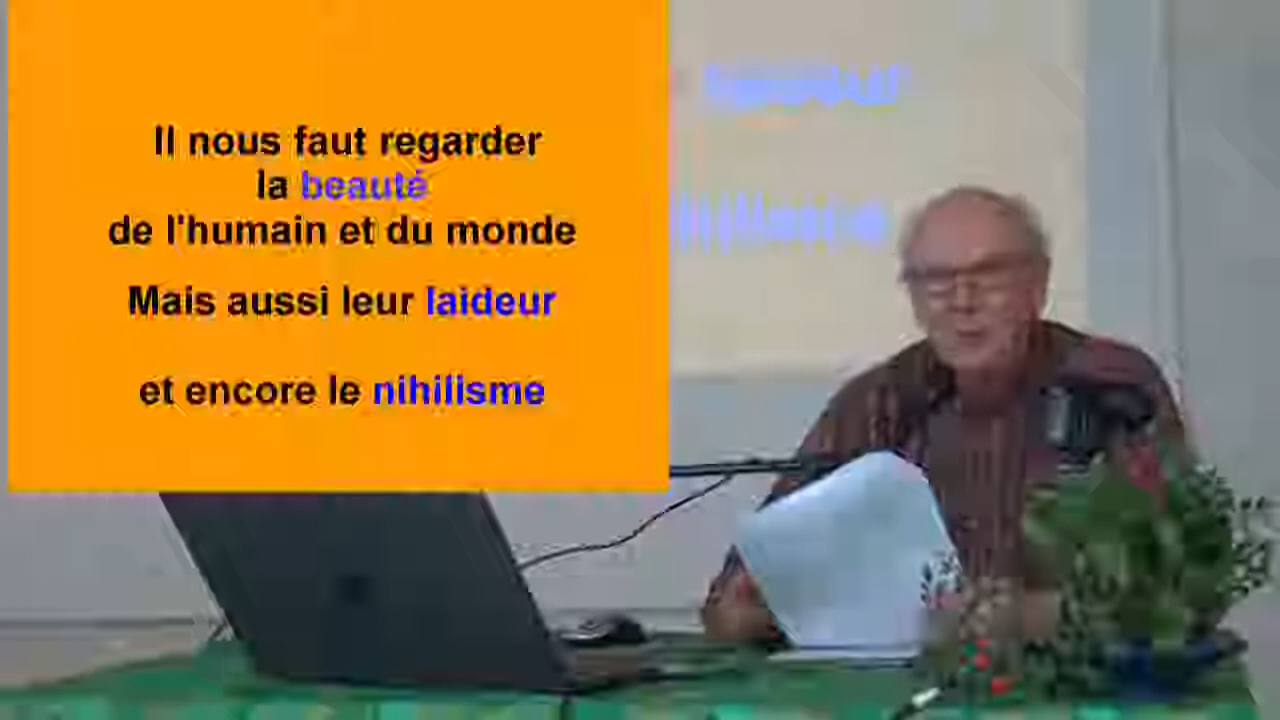 Il nous faut regarder
la beauté
de l'humain et du monde
Mais aussi leur laideur
et encore le nihilisme